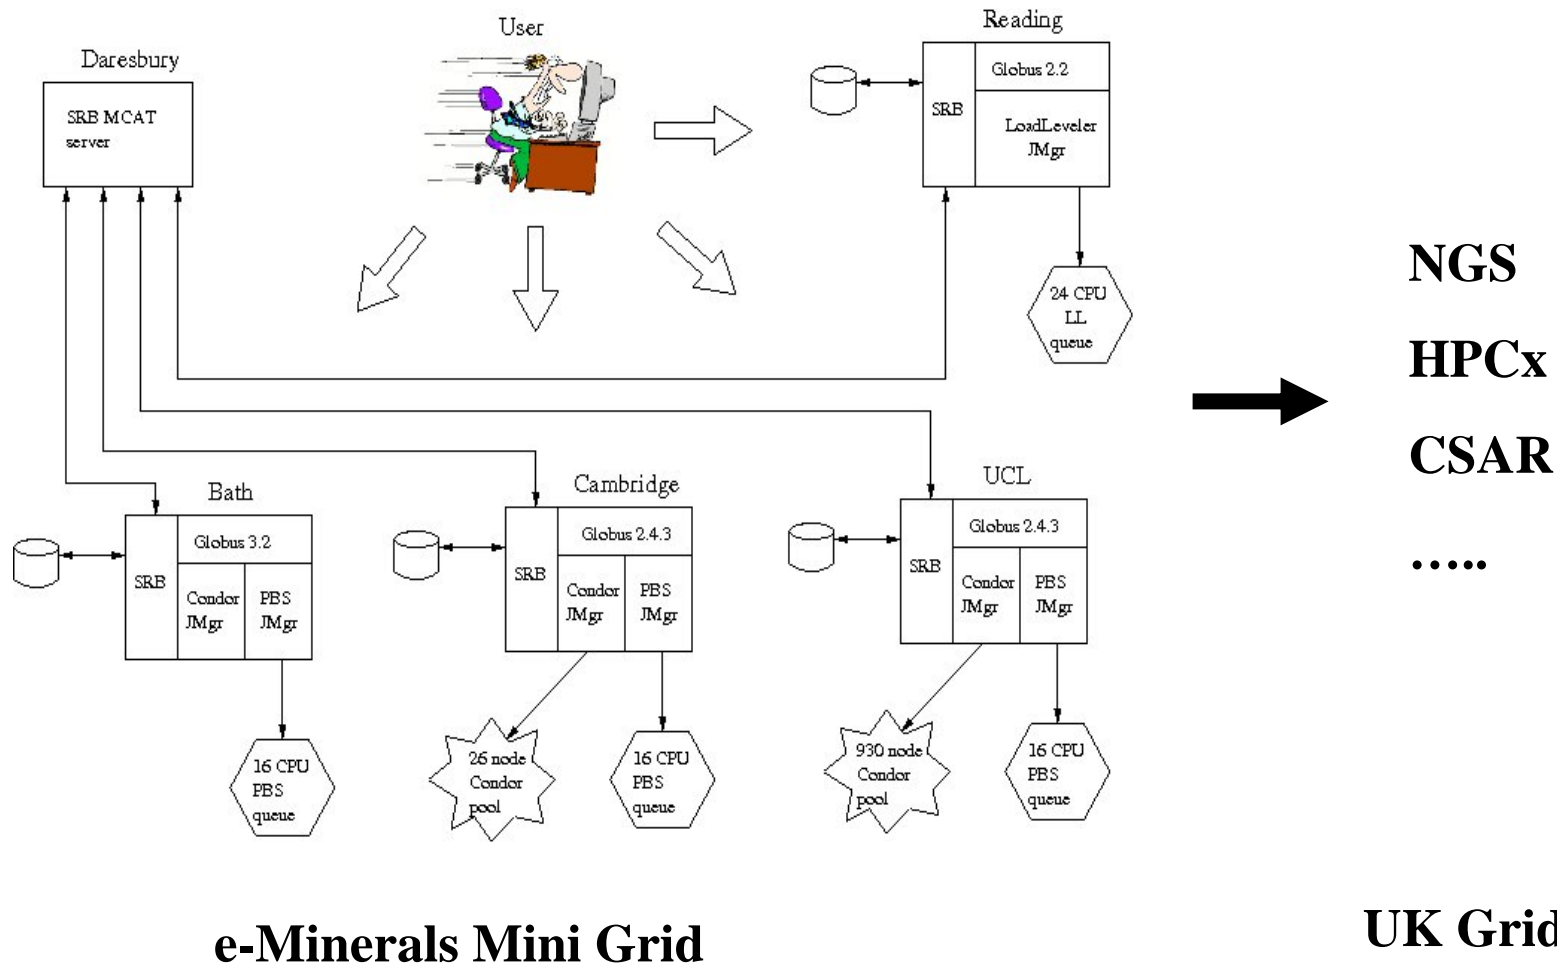 User
Reading
Daresbury
SRB MCAT
server
Globus 2.2
SRB
LoadLeveler
JMgr
24 CPU
LL
queue
NGS
HPCx
CSAR
…..
Bath
Globus 3.2
SRB
Condor
JMgr
PBS
JMgr
16 CPU
PBS
queue
Cambridge
Globus 2.4.3
SRB
Condor
JMgr
PBS
JMgr
26 node
Condor
pool
16 CPU
PBS
queue
UCL
Globus 2.4.3
SRB
Condor
JMgr
PBS
JMgr
930 node
Condor
pool
16 CPU
PBS
queue
e-Minerals Mini Grid
UK Grid